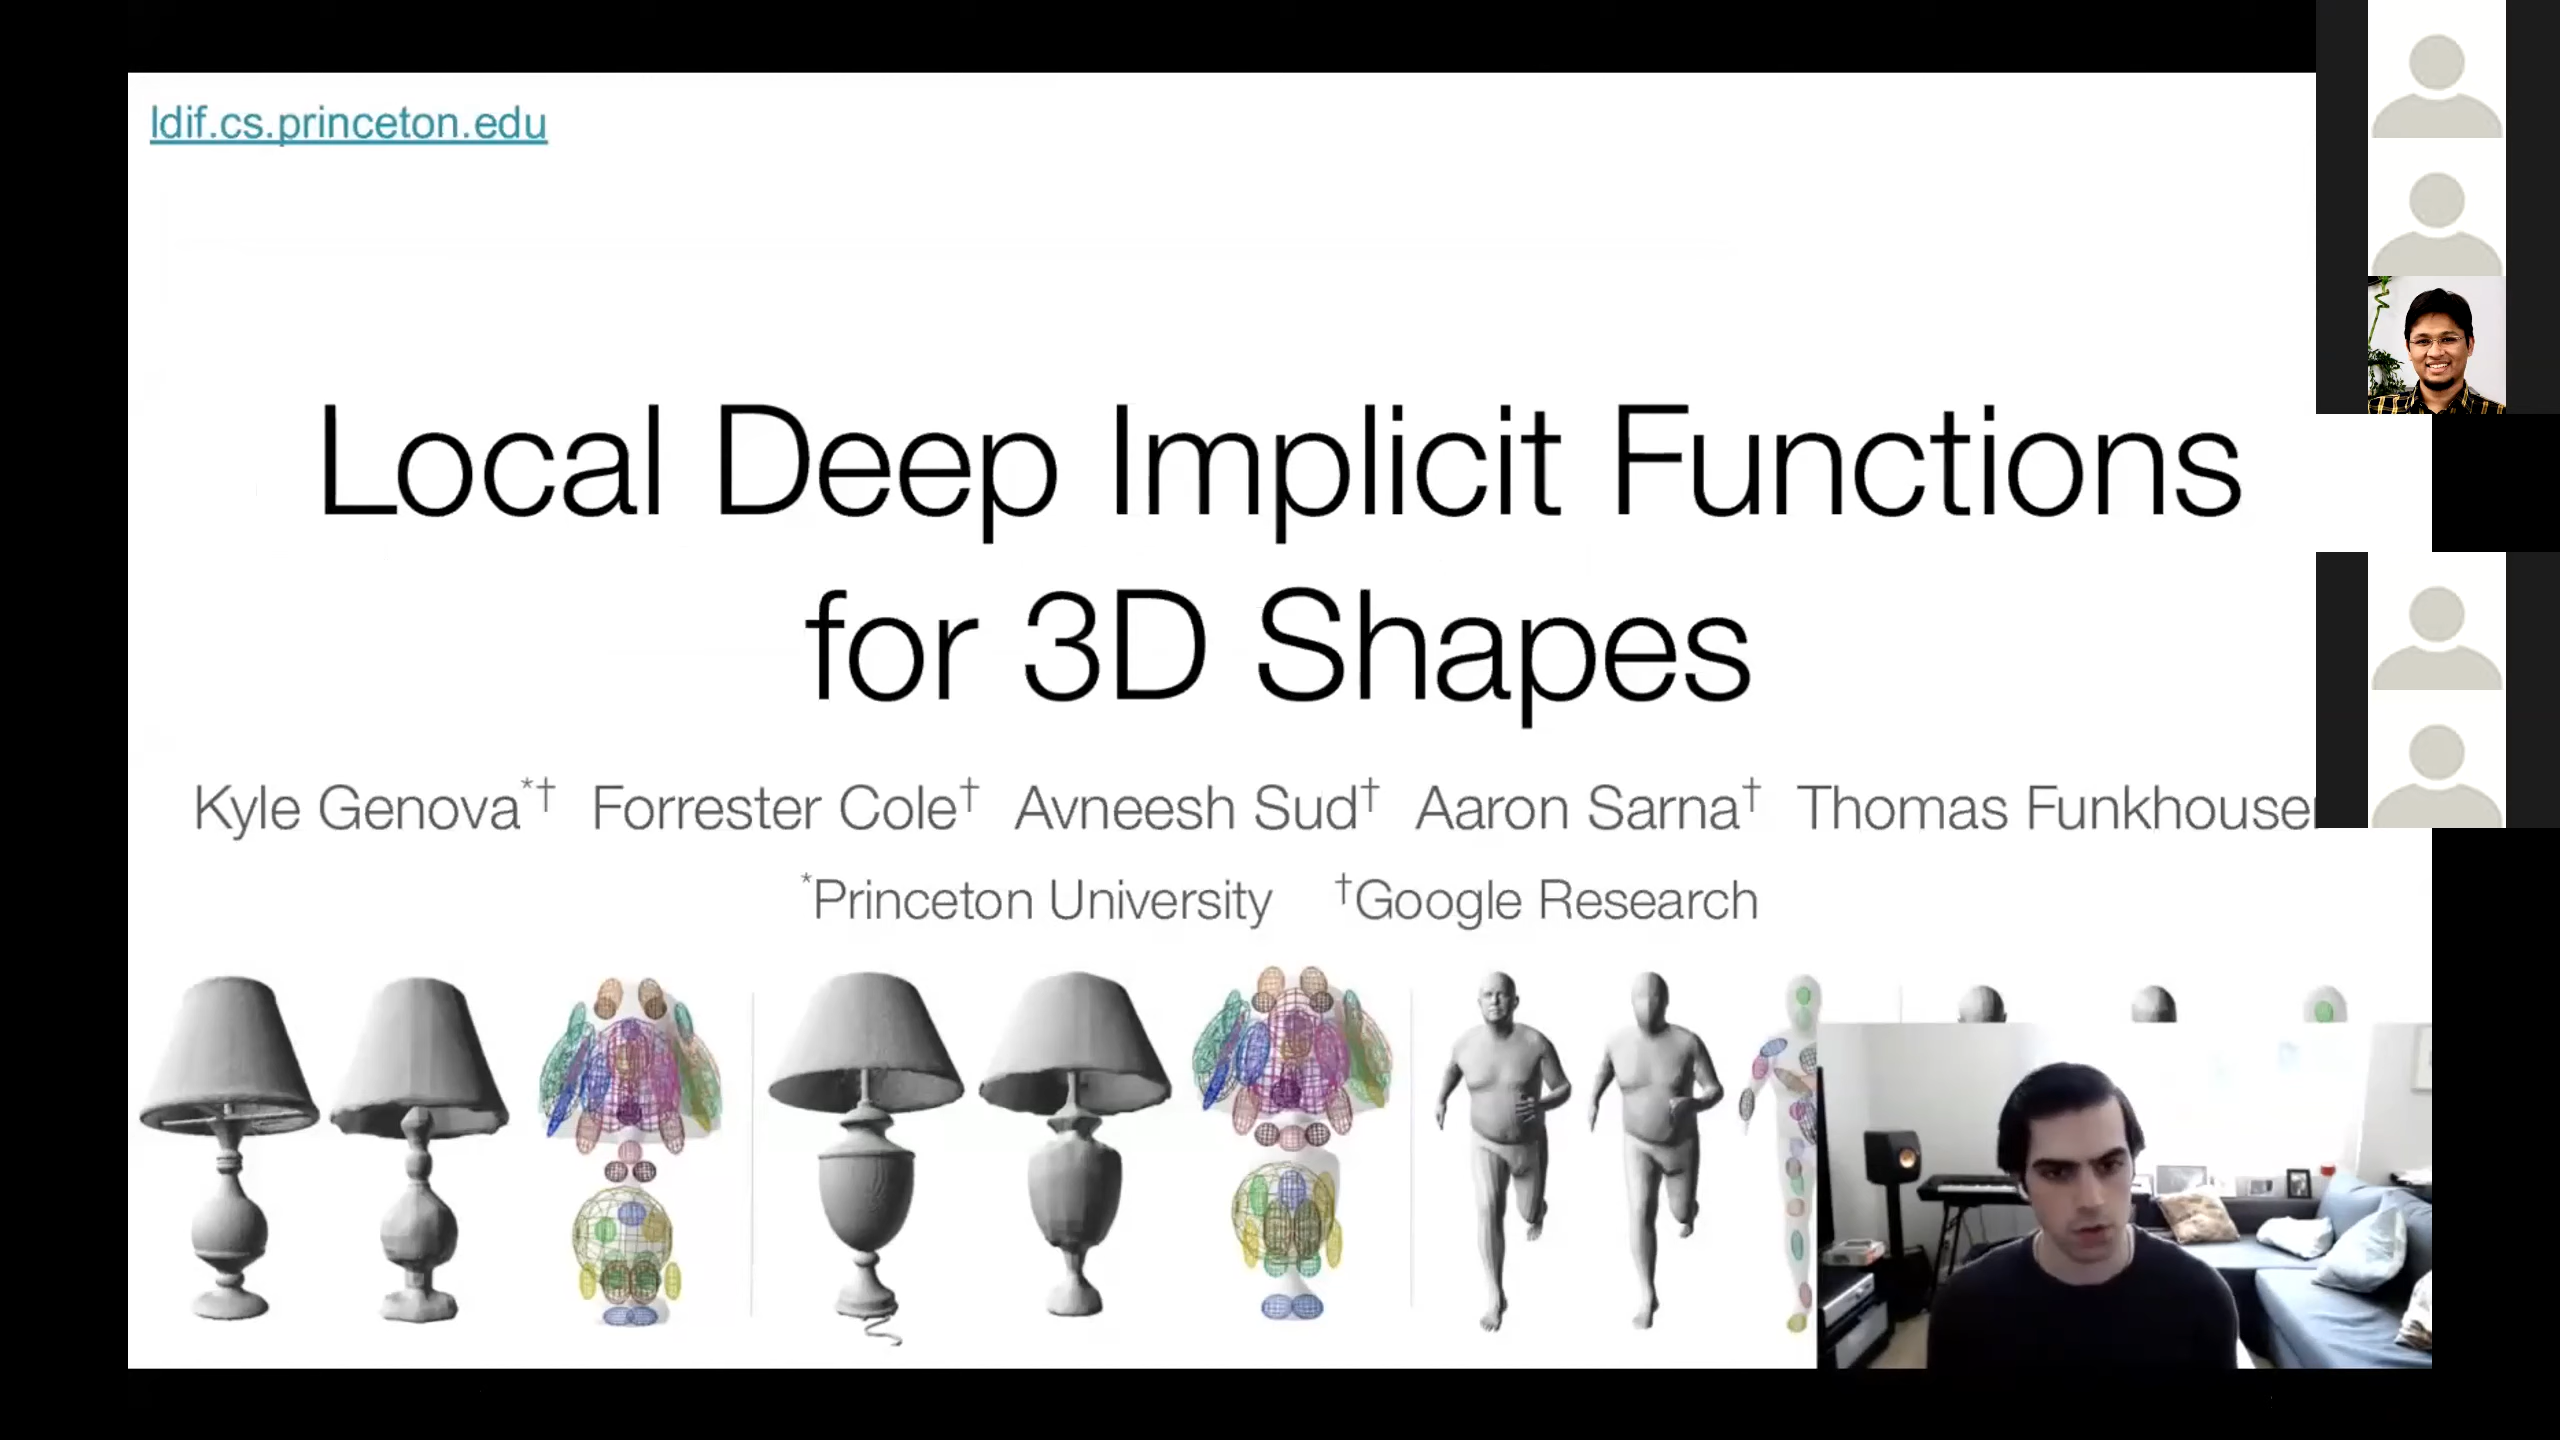 ldif.cs.princeton.edu
Local Deep Implicit Functions
for 3D Shapes
Kyle Genova*† Forrester Cole† Avneesh Sud† Aaron Sarna† Thomas Funkhouser
*Princeton University †Google Research